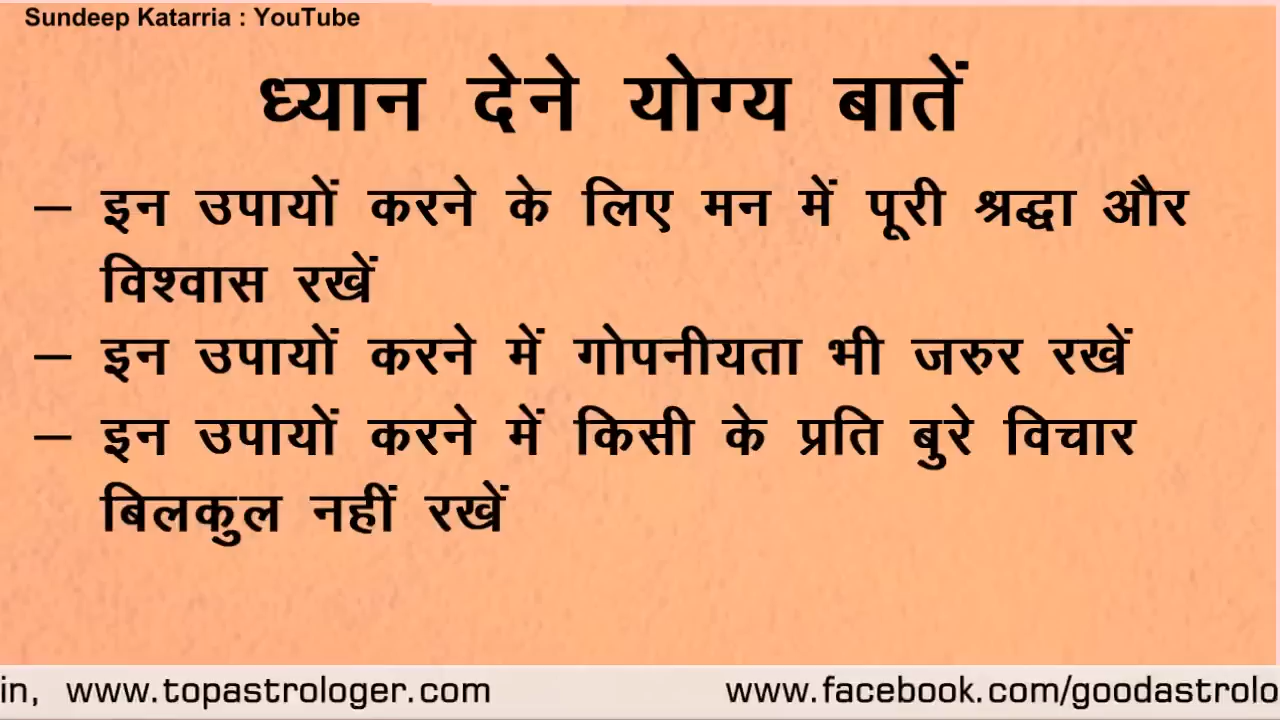 Sundeep Katarria : YouTube
ध्यान देने योग्य बातें
– इन उपायों करने के लिए मन में पूरी श्रद्धा और
विश्वास रखें
– इन उपायों करने में गोपनीयता भी जरुर रखें
– इन उपायों करने में किसी के प्रति बुरे विचार
बिलकुल नहीं रखें
in, www.topastrologer.com www.facebook.com/goodastrolo